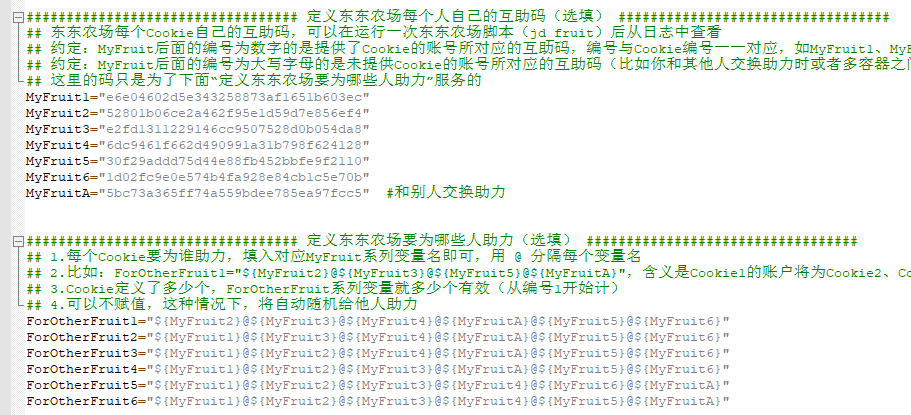 ################################## 定义东东农场每个人自己的互助码（选填） ##################################
## 东东农场每个Cookie自己的互助码，可以在运行一次东东农场脚本（jd_fruit）后从日志中查看
## 约定：MyFruit后面的编号为数字的是提供了Cookie的账号所对应的互助码，编号与Cookie编号一一对应，如MyFruit1、MyF
## 约定：MyFruit后面的编号为大写字母的是未提供Cookie的账号所对应的互助码（比如你和其他人交换助力时或者多容器之间
## 这里的码只是为了下面“定义东东农场要为哪些人助力”服务的
MyFruit1="e6e04602d5e343258873af1651b603ec"
MyFruit2="52801b06ce2a462f95e1d59d7e856ef4"
MyFruit3="e2fd1311229146cc9507528d0b054da8"
MyFruit4="6dc9461f662d490991a31b798f624128"
MyFruit5="30f29addd75d44e88fb452bbfe9f2110"
MyFruit6="1d02fc9e0e574b4fa928e84cb1c5e70b"
MyFruitA="5bc73a365ff74a559bdee785ea97fcc5"  #和别人交换助力
################################## 定义东东农场要为哪些人助力（选填） ##################################
## 1.每个Cookie要为谁助力，填入对应MyFruit系列变量名即可，用 @ 分隔每个变量名
## 2.比如：ForOtherFruit1="${MyFruit2}@${MyFruit3}@${MyFruit5}@${MyFruitA}"，含义是Cookie1的账户将为Cookie2、Co
## 3.Cookie定义了多少个，ForOtherFruit系列变量就多少个有效（从编号1开始计）
## 4.可以不赋值，这种情况下，将自动随机给他人助力
ForOtherFruit1="${MyFruit2}@${MyFruit3}@${MyFruit4}@${MyFruitA}@${MyFruit5}@${MyFruit6}"
ForOtherFruit2="${MyFruit1}@${MyFruit3}@${MyFruit4}@${MyFruitA}@${MyFruit5}@${MyFruit6}"
ForOtherFruit3="${MyFruit1}@${MyFruit2}@${MyFruit4}@${MyFruitA}@${MyFruit5}@${MyFruit6}"
ForOtherFruit4="${MyFruit1}@${MyFruit2}@${MyFruit3}@${MyFruitA}@${MyFruit5}@${MyFruit6}"
ForOtherFruit5="${MyFruit1}@${MyFruit2}@${MyFruit3}@${MyFruit4}@${MyFruit6}@${MyFruitA}"
ForOtherFruit6="${MyFruit1}@${MyFruit2}@${MyFruit3}@${MyFruit4}@${MyFruit5}@${MyFruitA}"